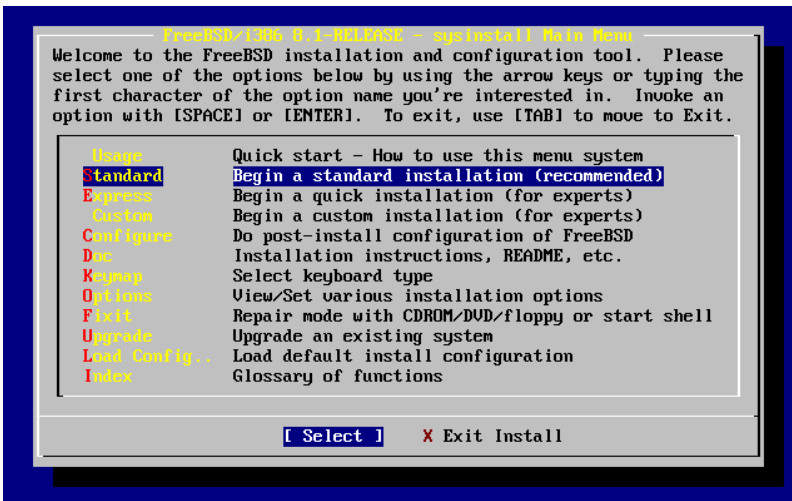 FreeBSD/i386 8.1-RELEASE - sysinstall Main Menu
Welcome to the FreeBSD installation and configuration tool.  Please
select one of the options below by using the arrow keys or typing the
first character of the option name you're interested in.  Invoke an
option with [SPACE] or [ENTER].  To exit, use [TAB] to move to Exit.
Usage Quick start - How to use this menu system
Standard Begin a standard installation (recommended)
Express Begin a quick installation (for experts)
Custom Begin a custom installation (for experts)
Configure Do post-install configuration of FreeBSD
Doc Installation instructions, README, etc.
Keymap Select keyboard type
Options View/Set various installation options
Fixit Repair mode with CDROM/DVD/floppy or start shell
Upgrade Upgrade an existing system
Load Config.. Load default install configuration
Index Glossary of functions
[ Select ] X Exit Install